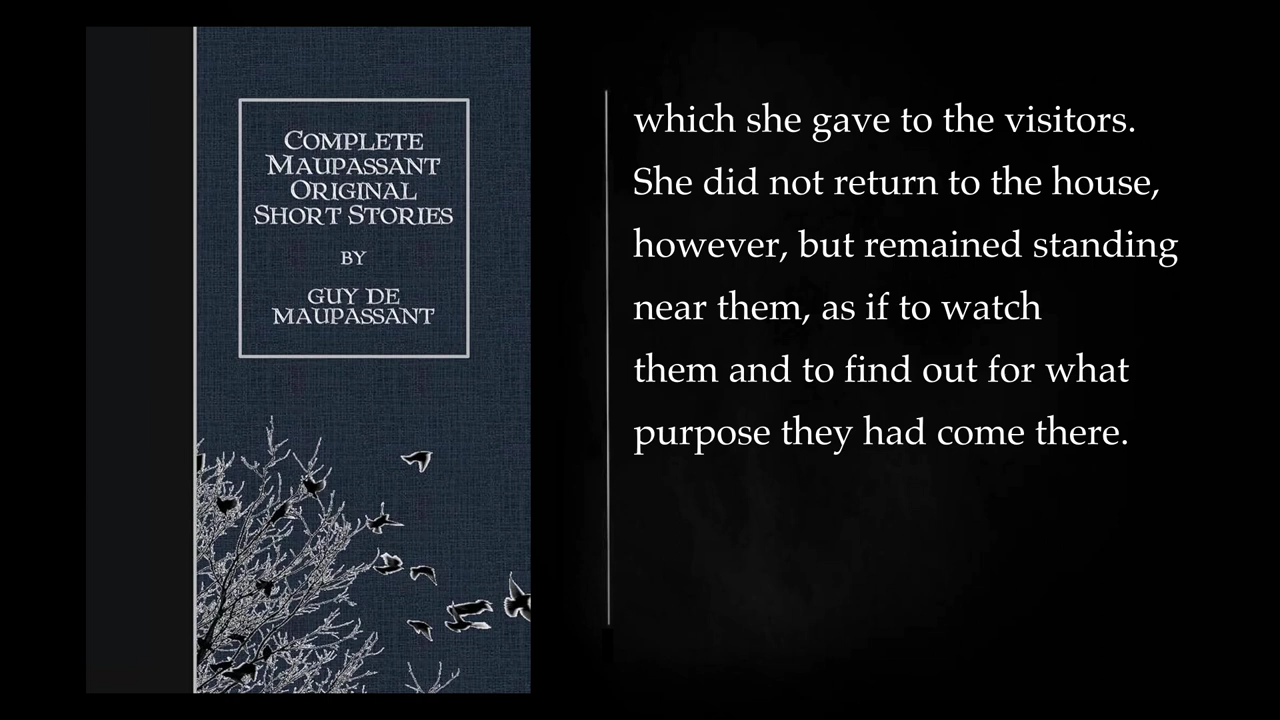 COMPLETE
MAUPASSANT
ORIGINAL
SHORT STORIES
BY
GUY DE
MAUPASSANT
which she gave to the visitors.
She did not return to the house,
however, but remained standing
near them, as if to watch
them and to find out for what
purpose they had come there.